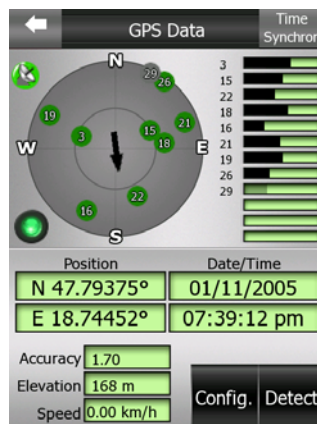 GPS Data
Time
Synchron
N
29
26
19
21
15
3
18
W
E
22
16
S
3
15
22
18
16
21
19
26
29
Position
Date/Time
N 47.79375°
01/11/2005
E 18.74452°
07:39:12 pm
Accuracy 1.70
Elevation 168 m
Speed 0.00 km/h
Config.
Detect